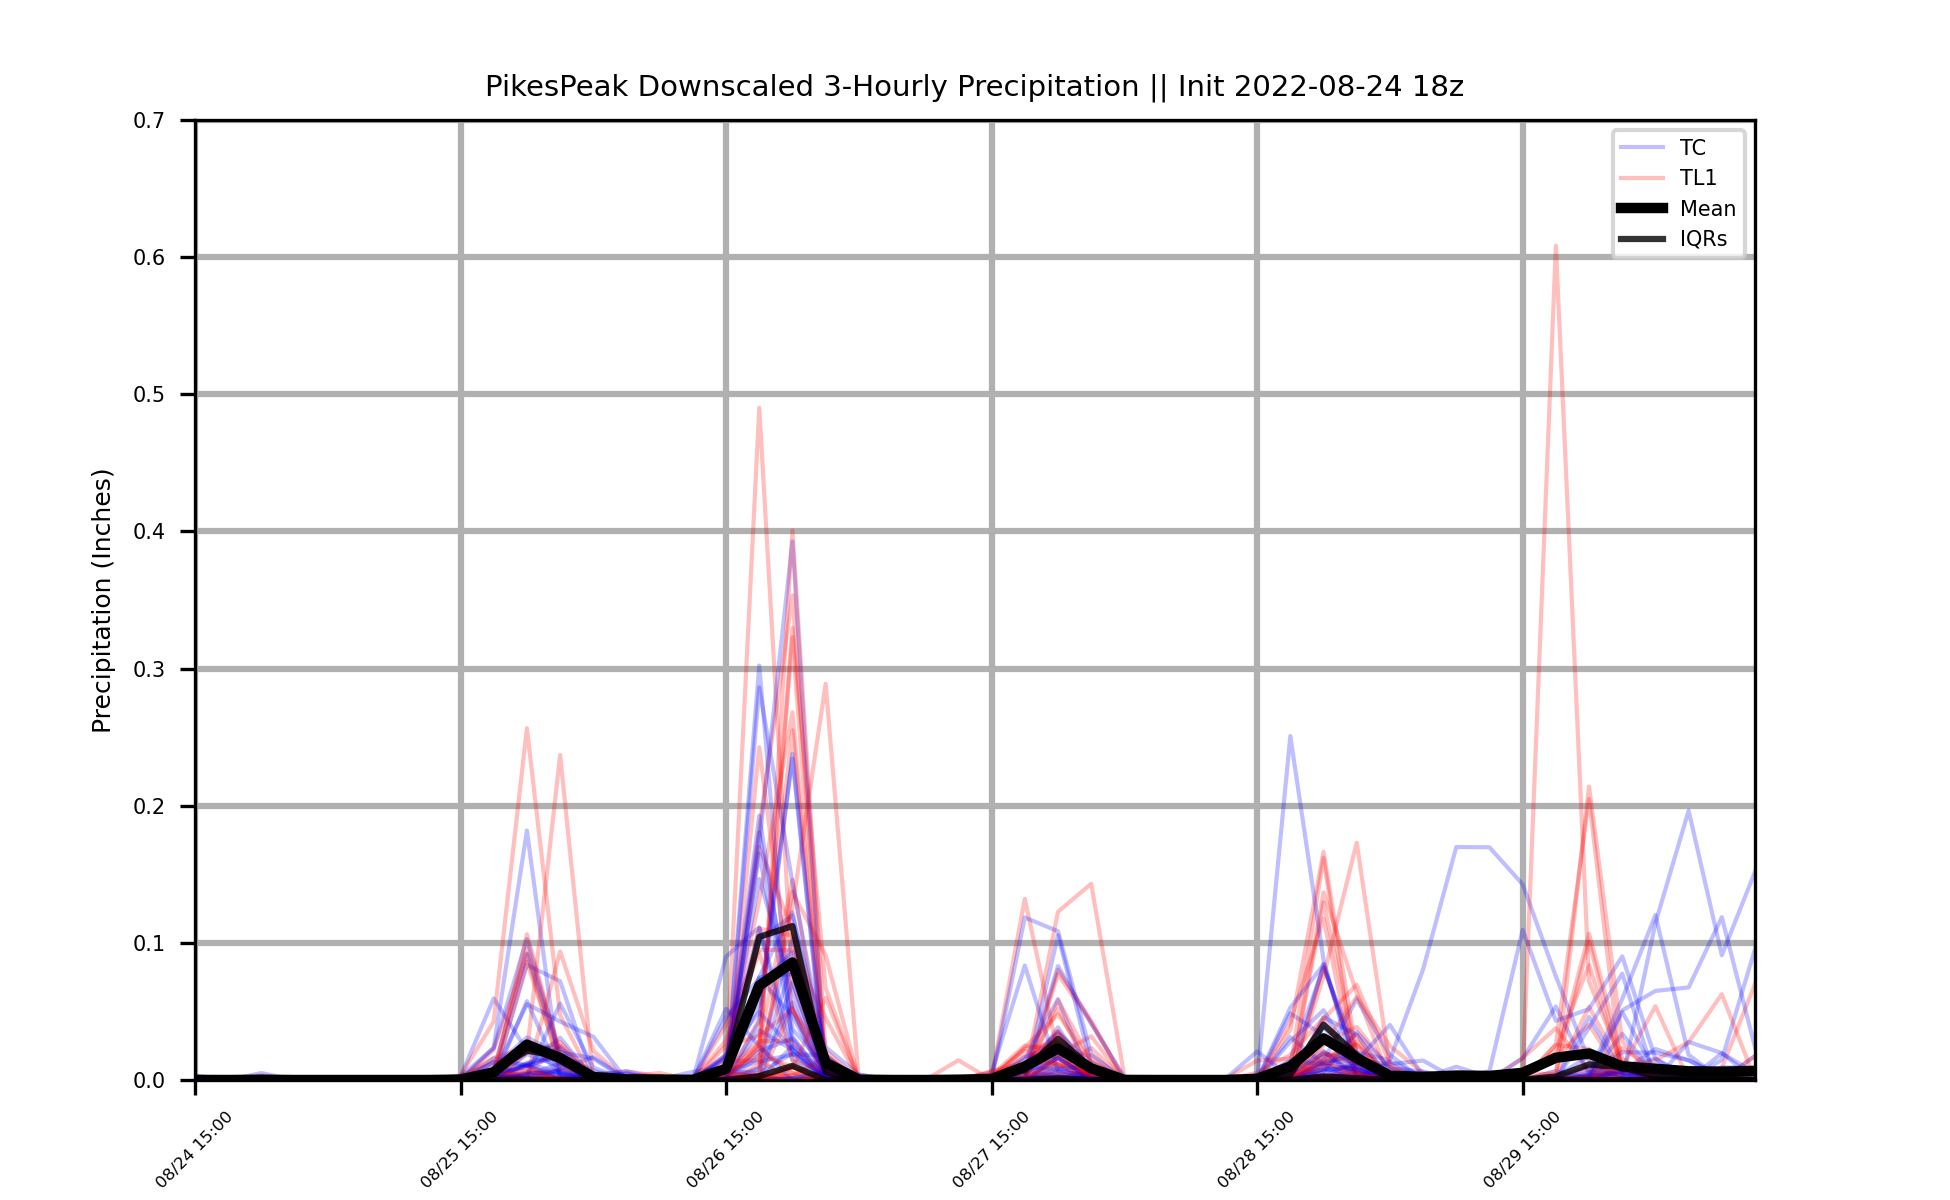 PikesPeak Downscaled 3-Hourly Precipitation || Init 2022-08-24 18z
Precipitation (Inches)
0.7
0.6
0.5
0.4
0.3
0.2
0.1
0.0
TC
TL1
Mean
IQRs
08/24 15:00
08/25 15:00
08/26 15:00
08/27 15:00
08/28 15:00
08/29 15:00